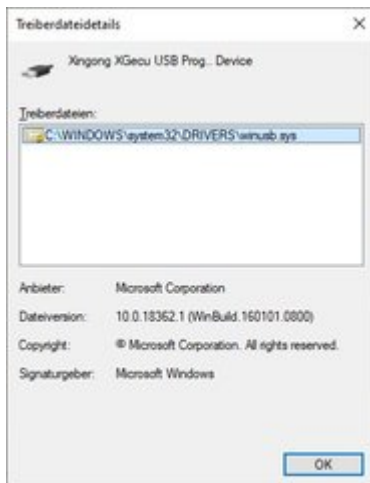 Treiberdateidetails
Xingong XGecu USB Prog.. Device
Treiberdateien:
C:\WINDOWS\system32\DRIVERS\winusb.sys
Anbieter: Microsoft Corporation
Dateiversion: 10.0.18362.1 (WinBuild.160101.0800)
Copyright: © Microsoft Corporation. All rights reserved.
Signaturgeber: Microsoft Windows
OK